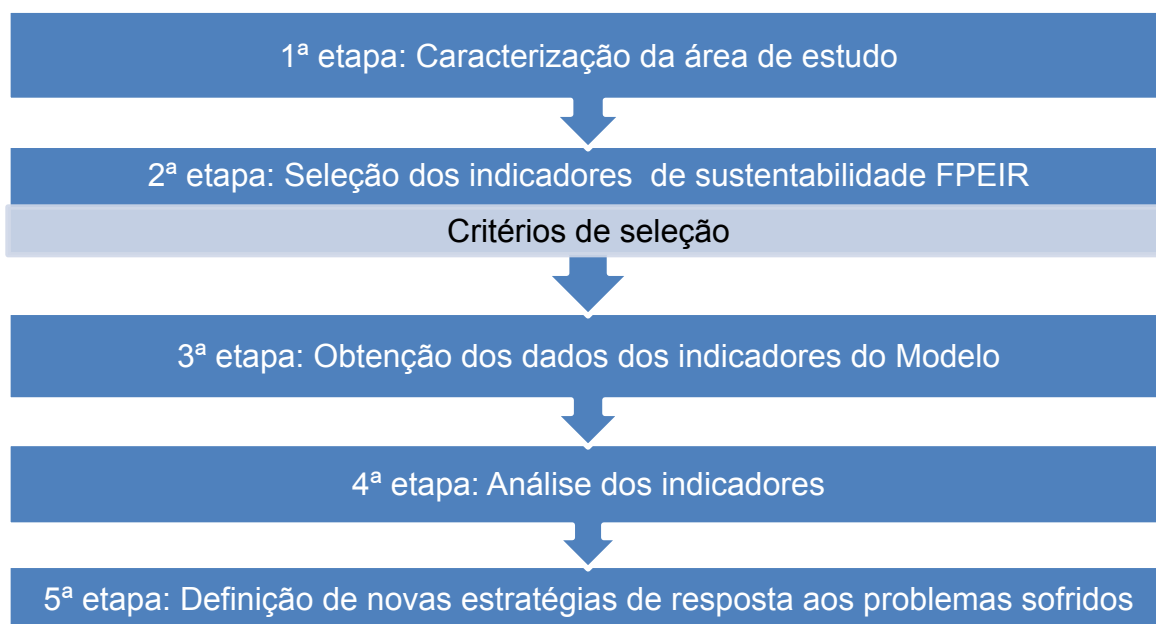 1ª etapa: Caracterização da área de estudo
2ª etapa: Seleção dos indicadores de sustentabilidade FPEIR
Critérios de seleção
3ª etapa: Obtenção dos dados dos indicadores do Modelo
4ª etapa: Análise dos indicadores
5ª etapa: Definição de novas estratégias de resposta aos problemas sofridos